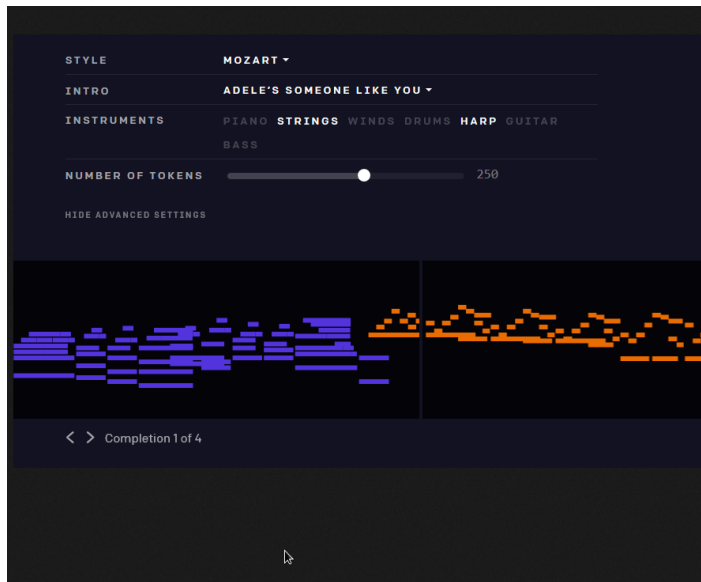 STYLE MOZART
INTRO ADELE'S SOMEONE LIKE YOU
INSTRUMENTS PIANO STRINGS WINDS DRUMS HARP GUITAR
BASS
NUMBER OF TOKENS 250
HIDE ADVANCED SETTINGS
Completion 1 of 4